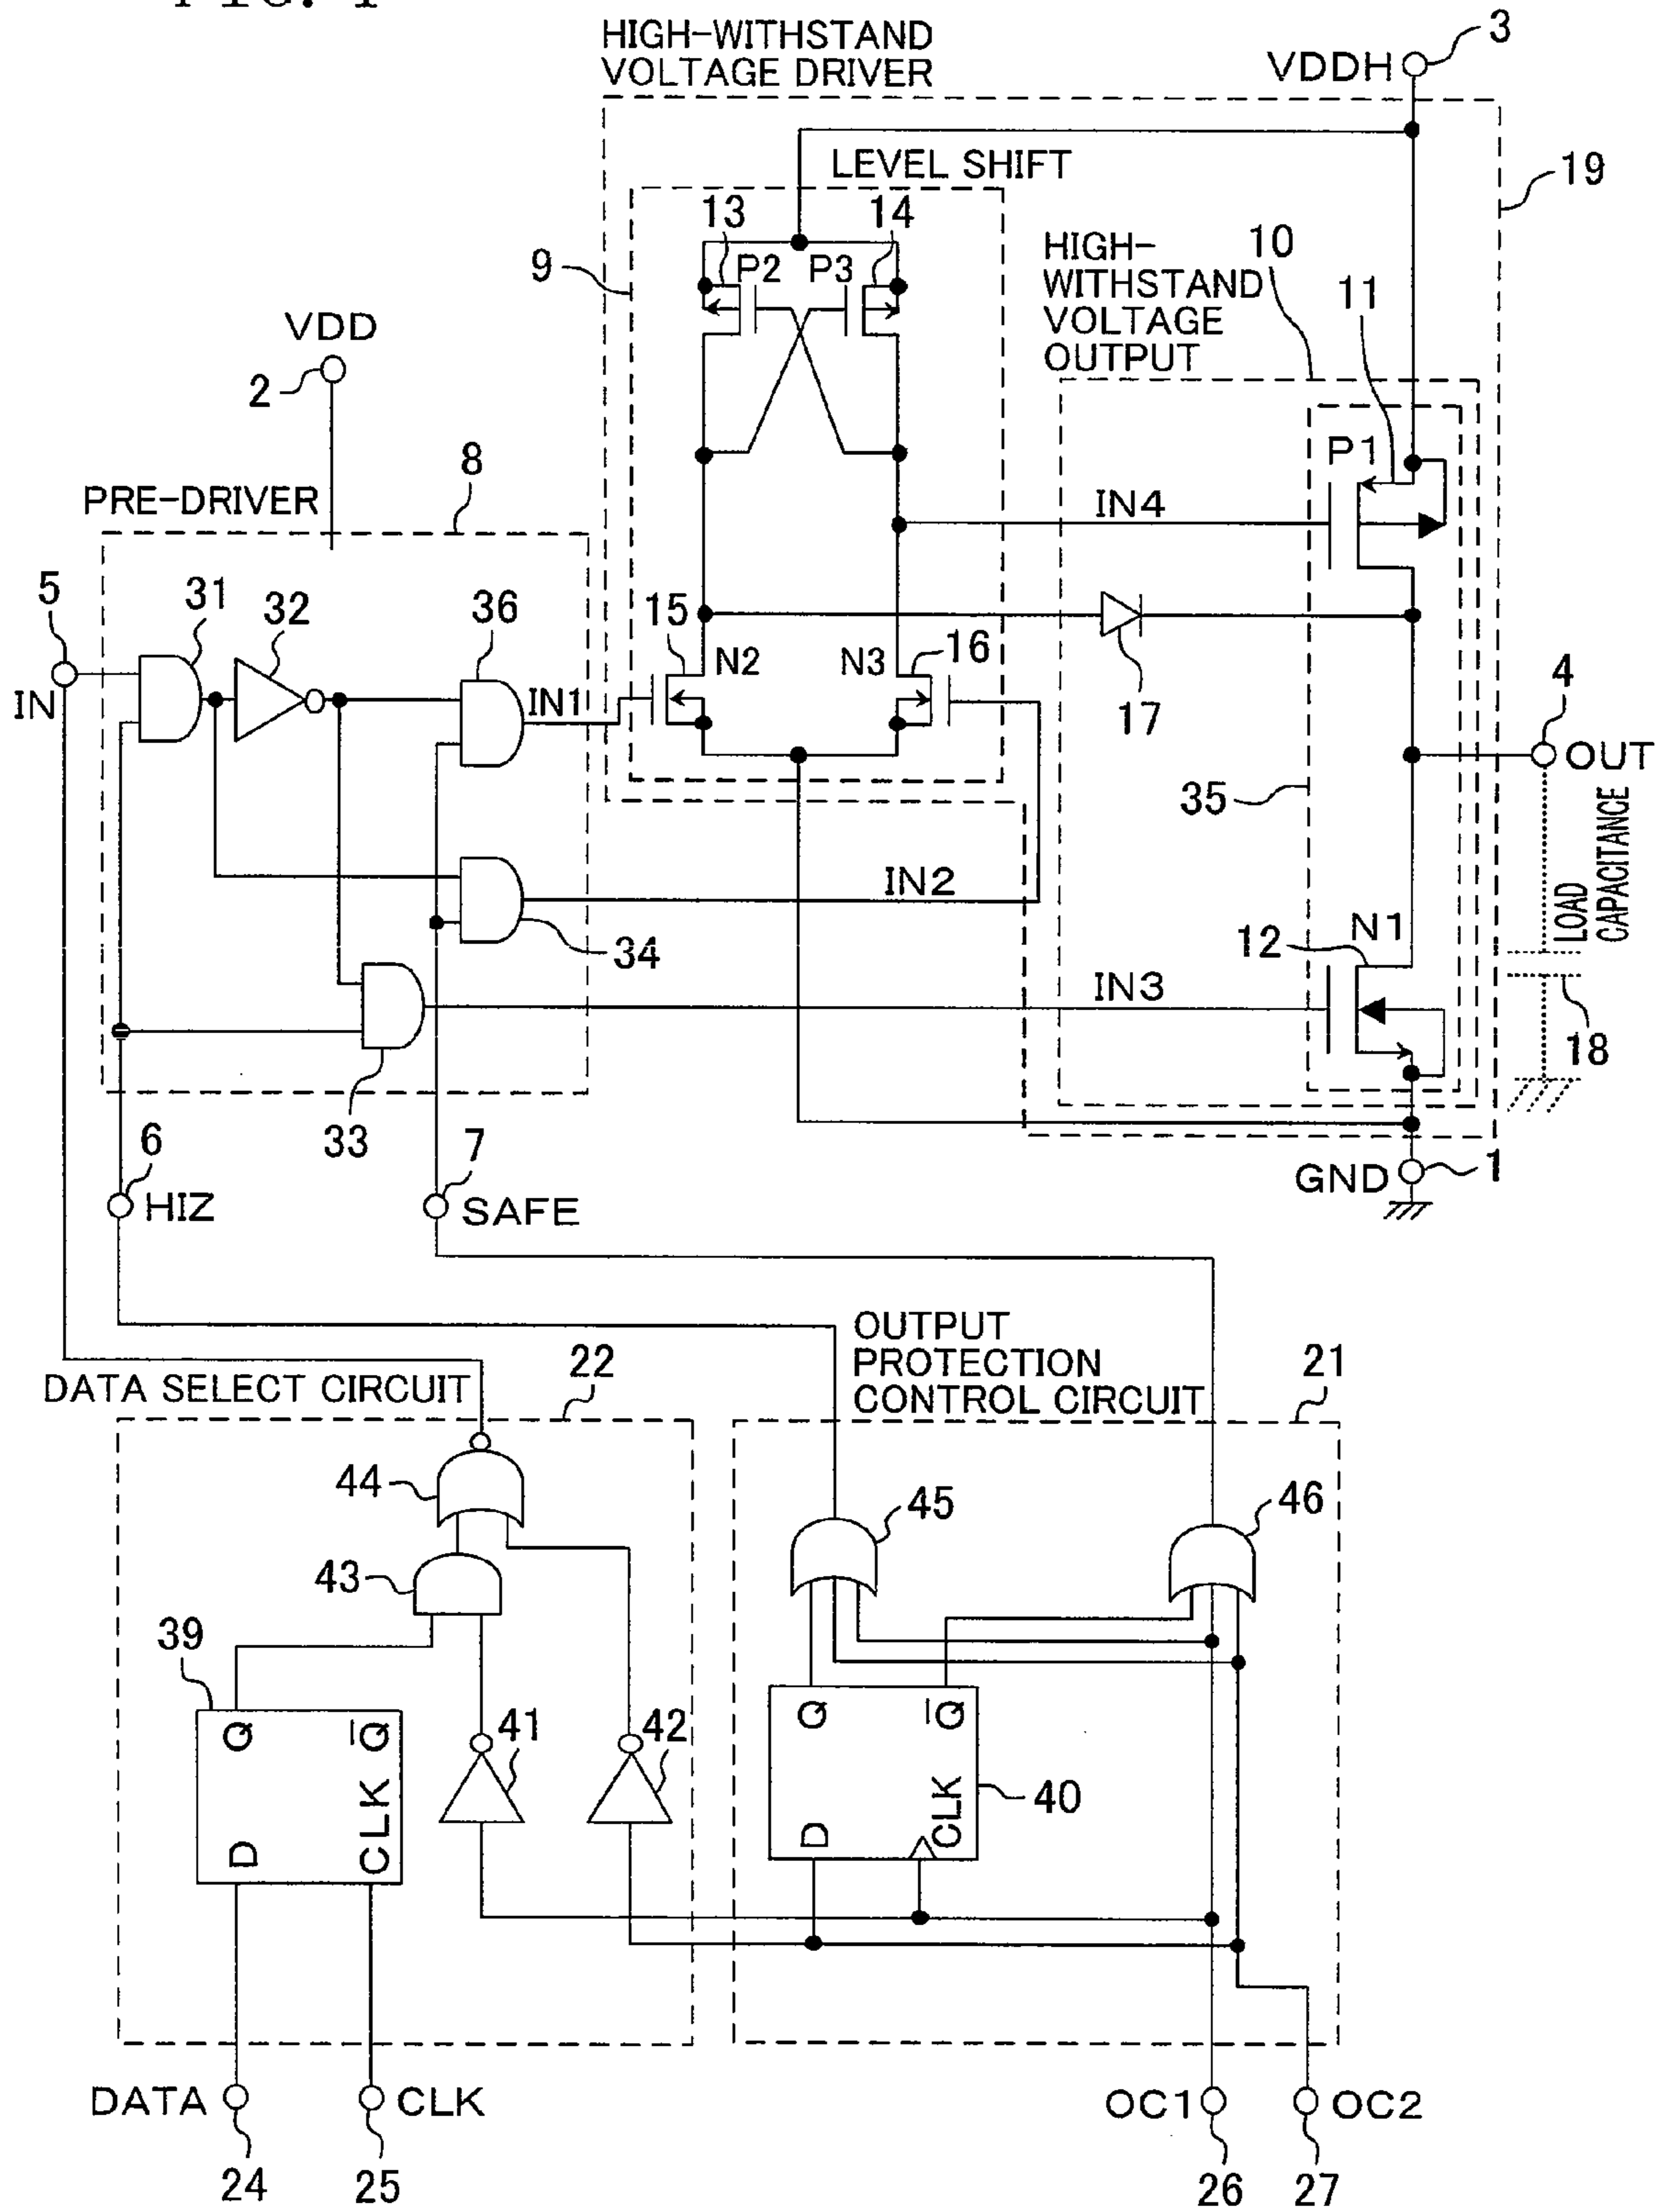 FIG. 1
HIGH-WITHSTAND
VOLTAGE DRIVER
VDDH
3
LEVEL SHIFT
19
13
14
HIGH-
WITHSTAND
VOLTAGE
OUTPUT
10
9
P2
P3
11
VDD
2
P1
8
PRE-DRIVER
IN4
5
31
32
36
15
N2
N3
16
IN
IN1
17
4
OUT
35
LOAD
CAPACITANCE
IN2
34
12
N1
IN3
18
33
6
7
1
HIZ
SAFE
GND
OUTPUT
PROTECTION
CONTROL CIRCUIT
21
DATA SELECT CIRCUIT
22
44
45
46
43
39
Q
Q
41
42
Q
Q
D
CLK
D
CLK
40
DATA
CLK
OC1
OC2
24
25
26
27